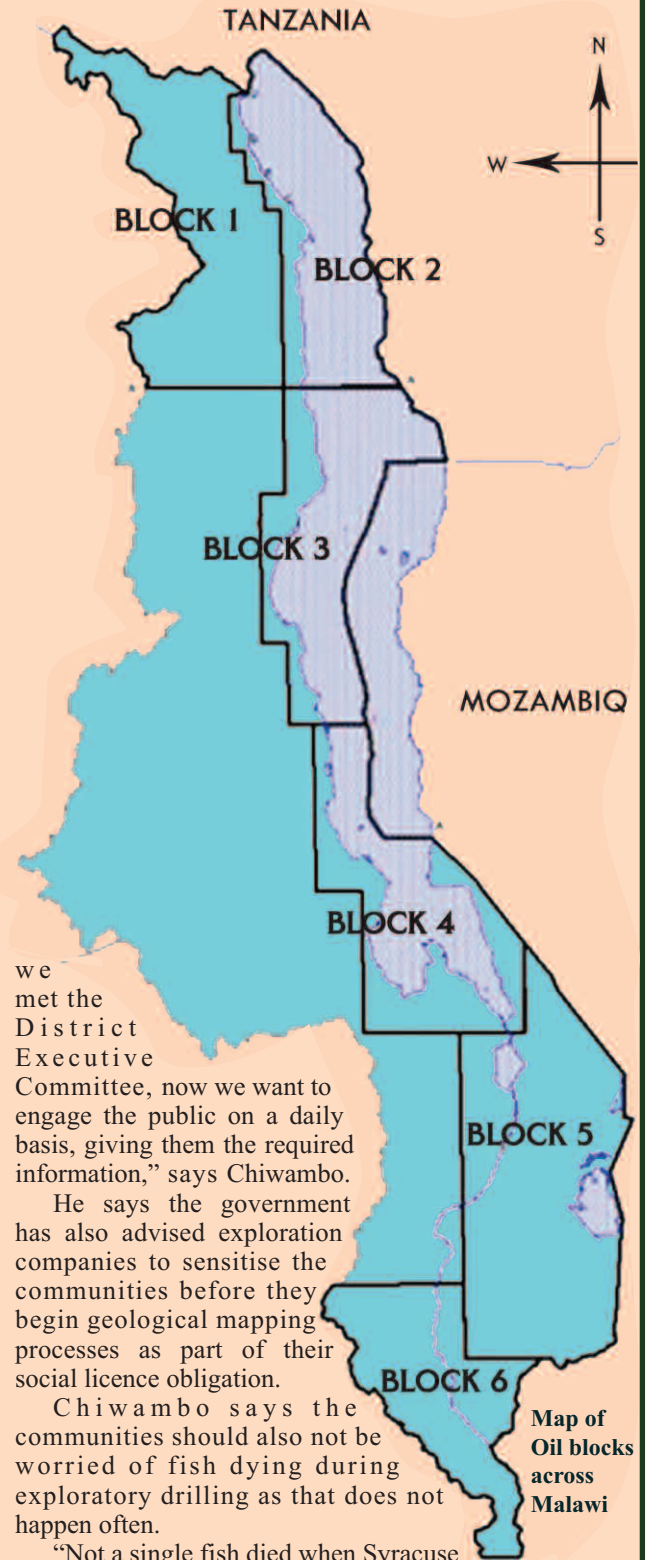 TANZANIA
N
W
S
BLOCK 1
BLOCK 2
BLOCK 3
MOZAMBIQ
BLOCK 4
BLOCK 5
BLOCK 6
Map of
Oil blocks
across
Malawi
we
met the
District
Executive
Committee, now we want to
engage the public on a daily
basis, giving them the required
information,” says Chiwambo.
He says the government
has also advised exploration
companies to sensitise the
communities before they
begin geological mapping
processes as part of their
social licence obligation.
Chiwambo says the
communities should also not be
worried of fish dying during
exploratory drilling as that does not
happen often.
“Not a single fish died when Syracuse